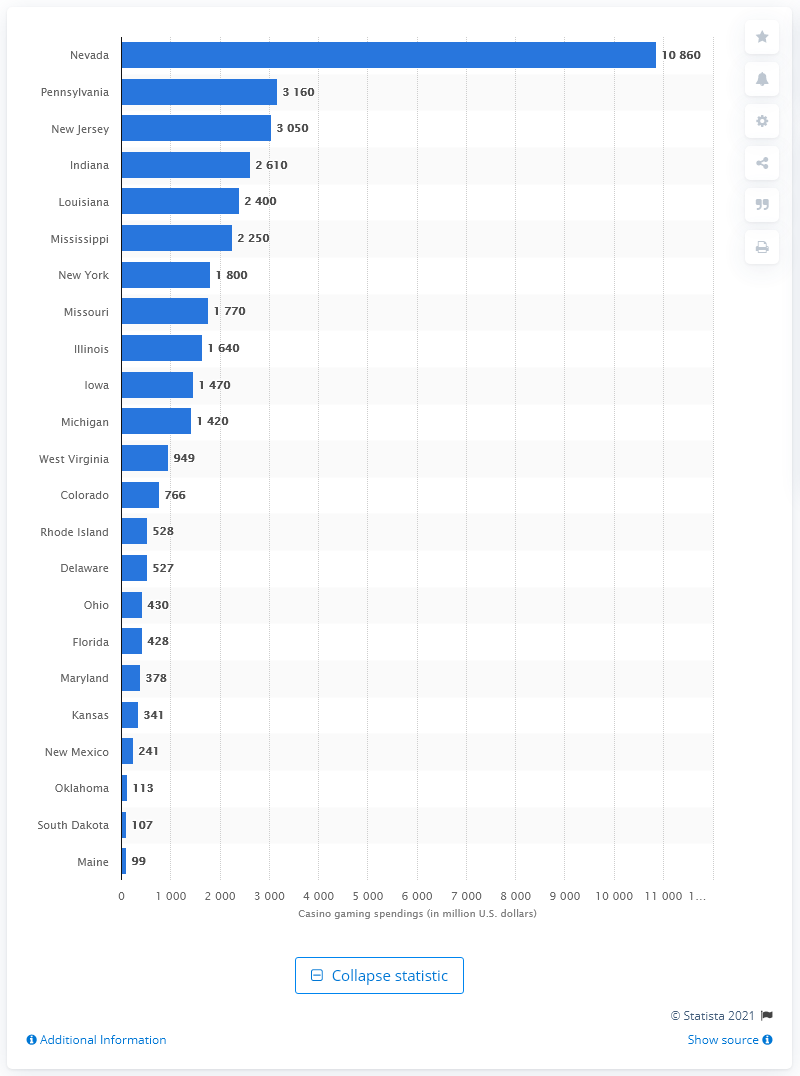 Nevada 10 860
Pennsylvania 3 160
New Jersey 3 050
Indiana 2 610
Louisiana 2 400
Mississippi 2 250
New York 1 800
Missouri 1 770
Illinois 1 640
Iowa 1 470
Michigan 1 420
West Virginia 949
Colorado 766
Rhode Island 528
Delaware 527
Ohio 430
Florida 428
Maryland 378
Kansas 341
New Mexico 241
Oklahoma 113
South Dakota 107
Maine 99
0 1 000 2 000 3 000 4 000 5 000 6 000 7 000 8 000 9 000 10 000 11 000 1...
Casino gaming spendings (in million U.S. dollars)
Collapse statistic
© Statista 2021
Additional Information Show source